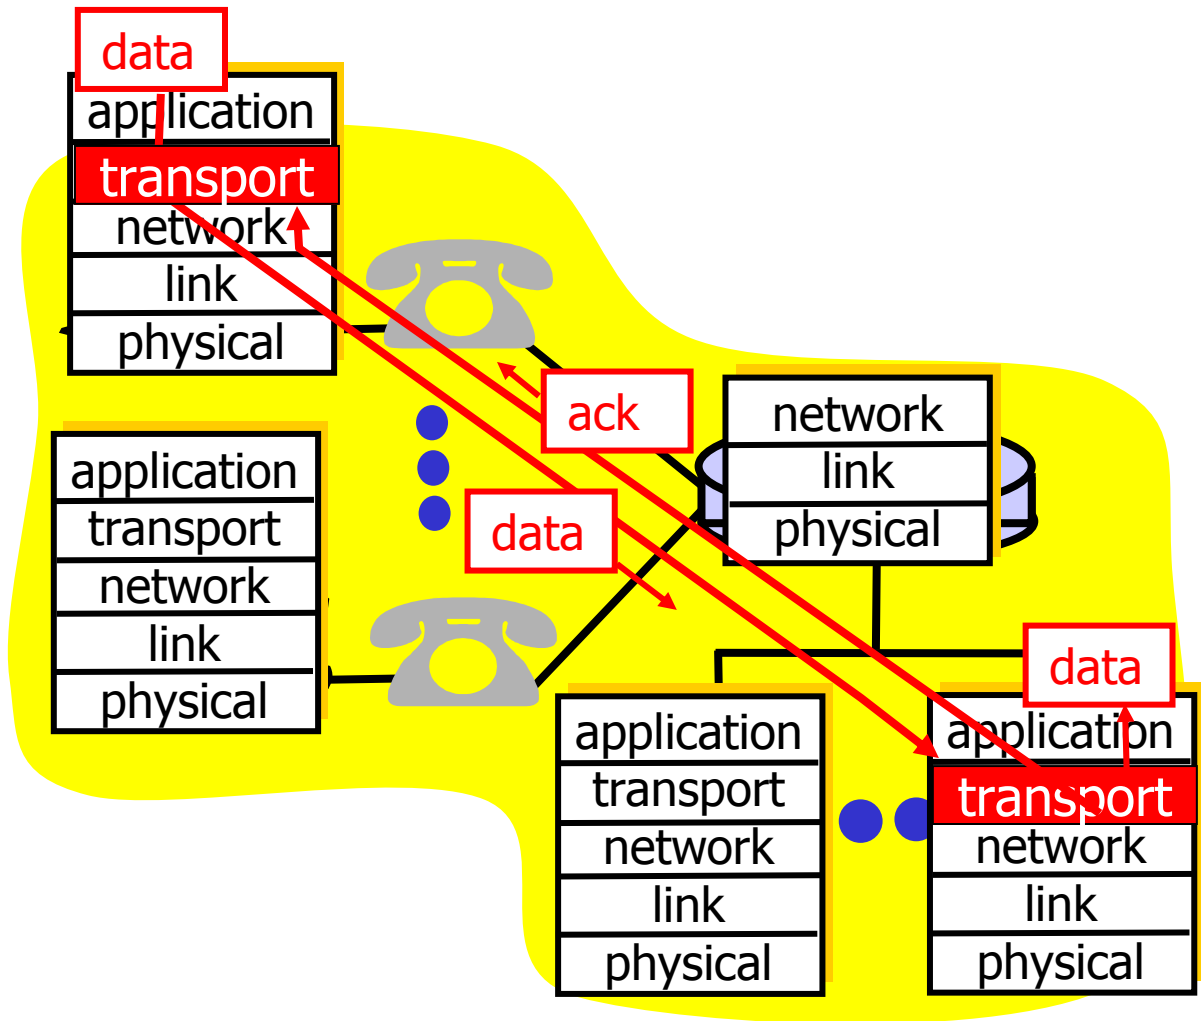 data
application
transport
network
link
physical
ack
network
link
physical
application
transport
network
link
physical
data
data
application
transport
network
link
physical
application
transport
network
link
physical